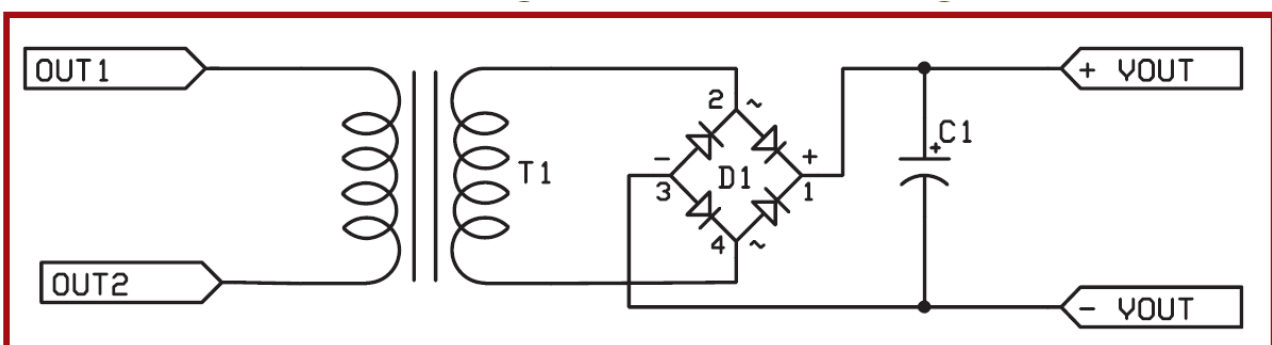 OUT1
+ VOUT
2 ~
C1
+
- +
T1
D1
3 1
4 ~
OUT2
- VOUT